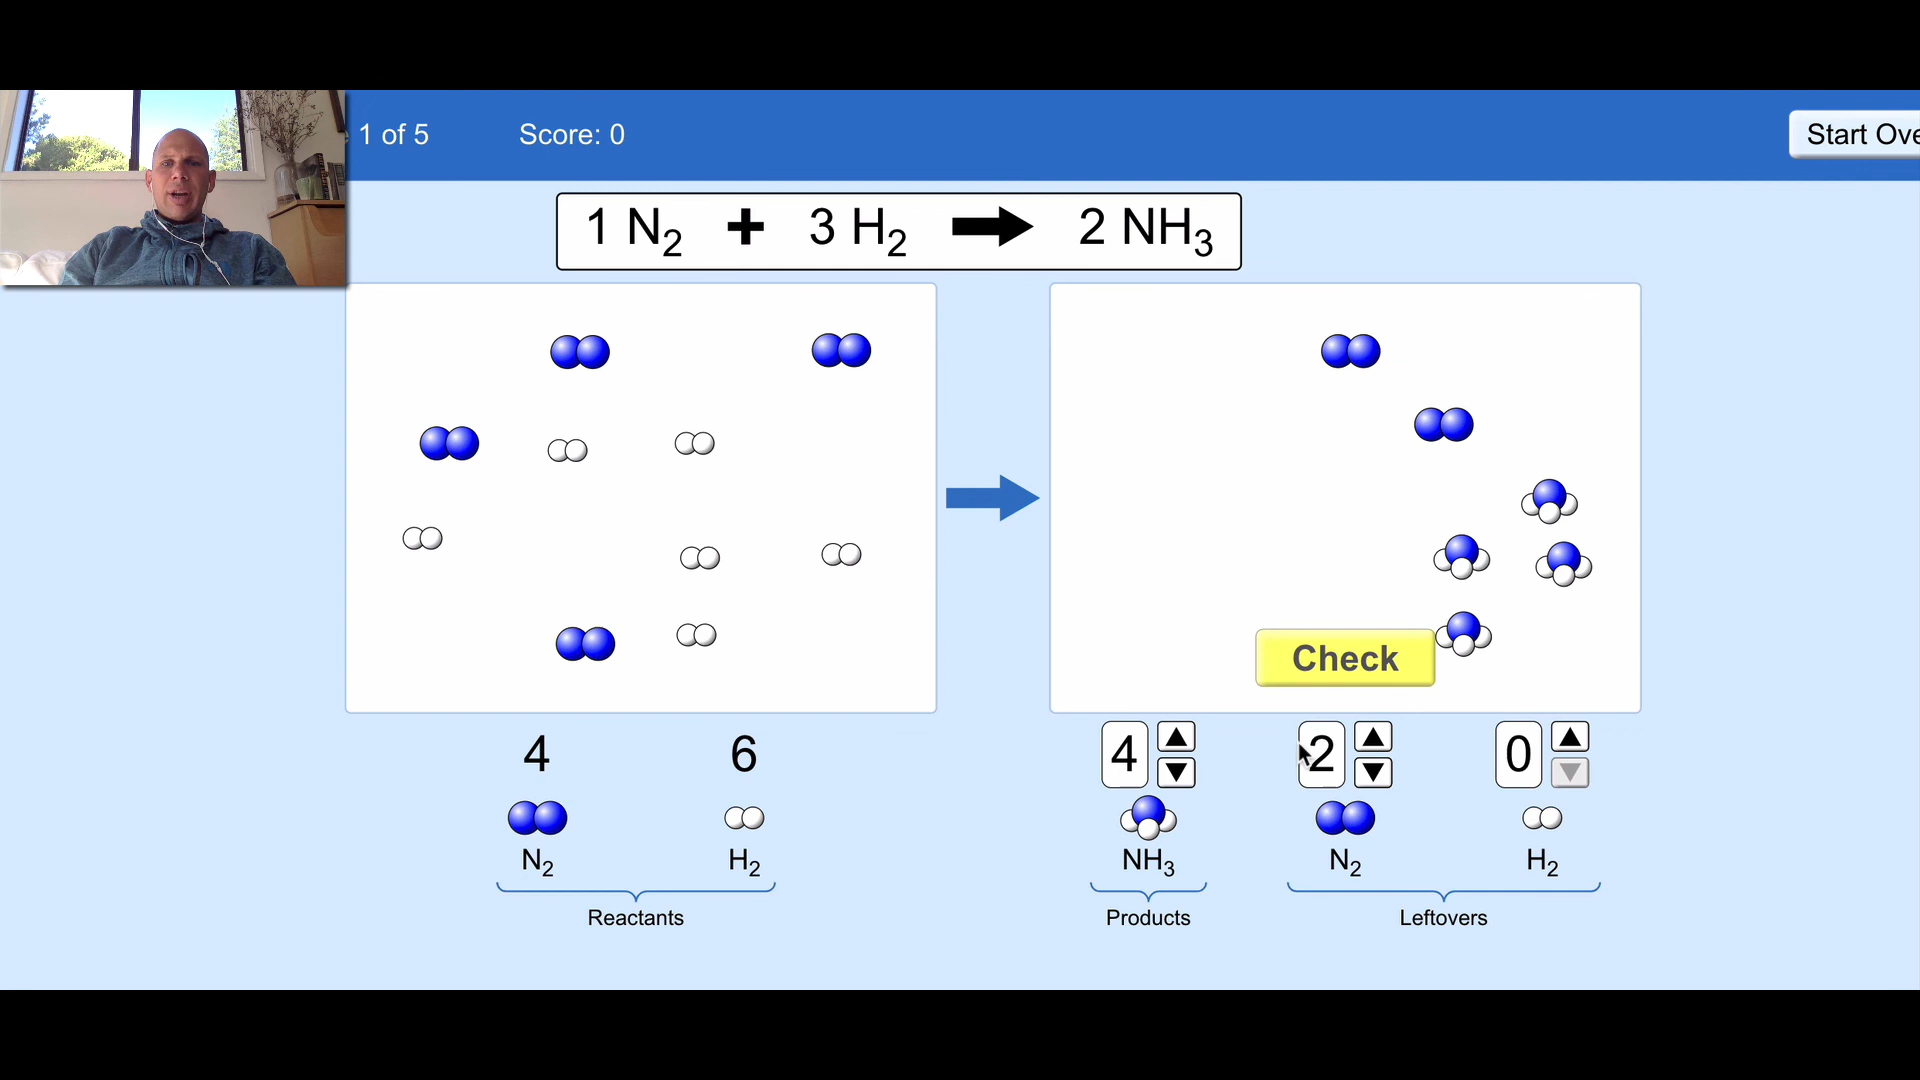 1 of 5 Score: 0 Start Ove
1 N₂ + 3 H₂ 2 NH₃
Check
4 6 4 2 0
N₂ H₂ NH₃ N₂ H₂
Reactants Products Leftovers